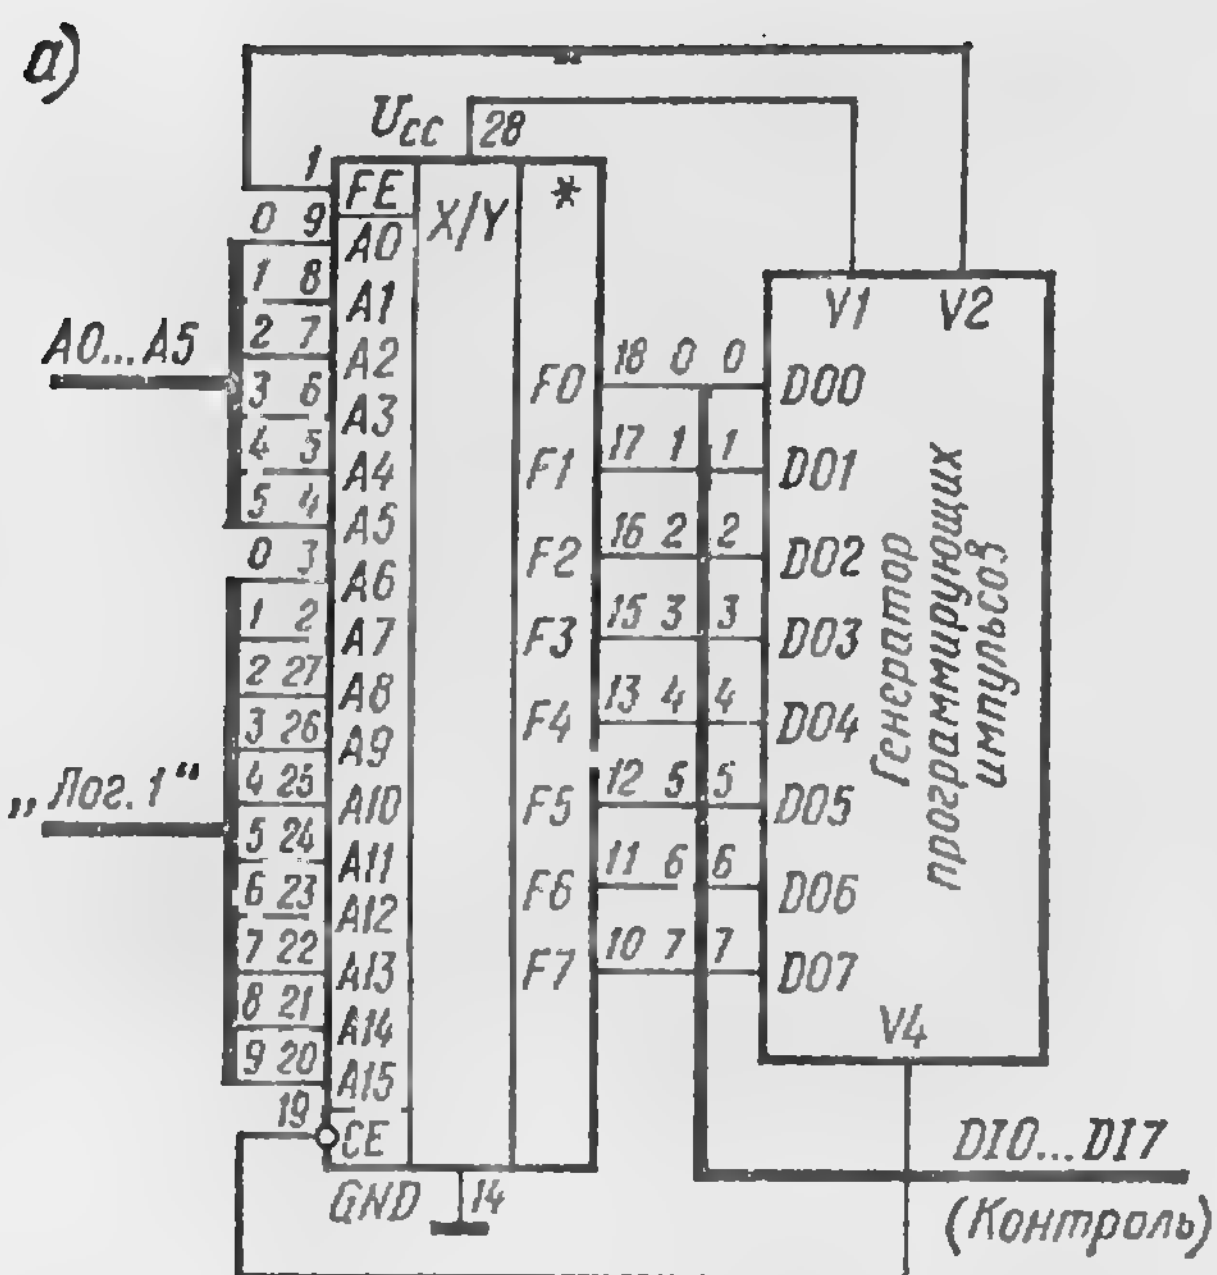 а)
Ucc 28
1 FE X/Y *
0 9 A0
1 8 A1
2 7 A2
3 6 A3
4 5 A4
5 4 A5
A0...A5
0 3 A6
1 2 A7
2 27 A8
3 26 A9
4 25 A10
5 24 A11
6 23 A12
7 22 A13
8 21 A14
9 20 A15
„Лог. 1“
19 CE
GND 14
F0 18 0 0 D00
F1 17 1 1 D01
F2 16 2 2 D02
F3 15 3 3 D03
F4 13 4 4 D04
F5 12 5 5 D05
F6 11 6 6 D06
F7 10 7 7 D07
V1 V2
Генератор
программирующих
импульсов
V4
DI0...DI7
(Контроль)